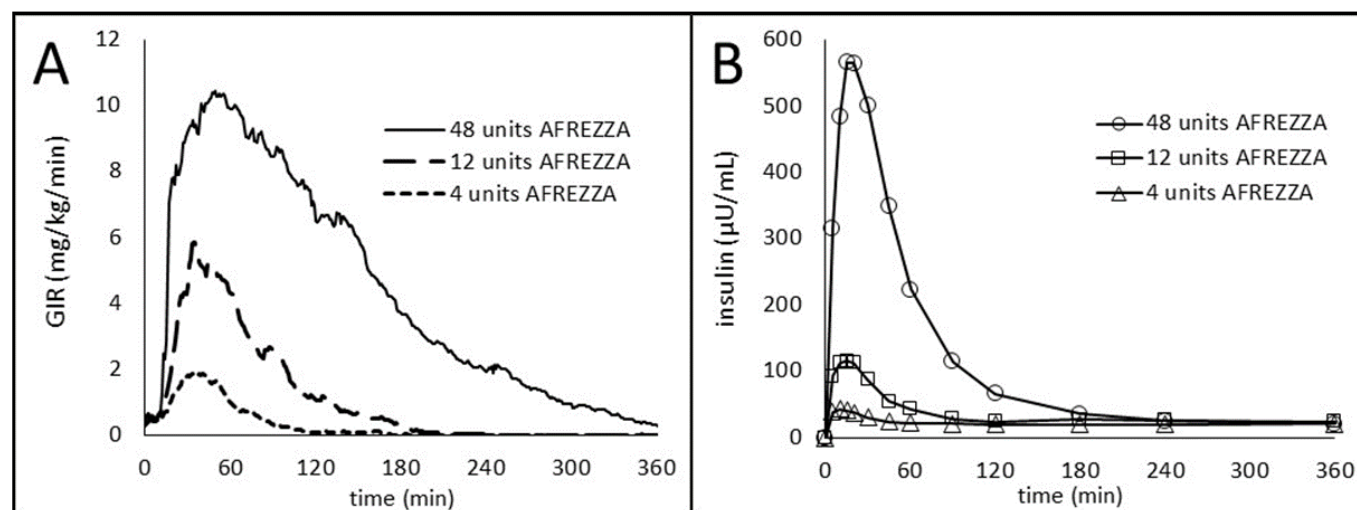 A
12
10
8
6
4
2
0
GIR (mg/kg/min)
48 units AFREZZA
12 units AFREZZA
4 units AFREZZA
0 60 120 180 240 300 360
time (min)
B
600
500
400
300
200
100
0
insulin (µU/mL)
48 units AFREZZA
12 units AFREZZA
4 units AFREZZA
0 60 120 180 240 300 360
time (min)